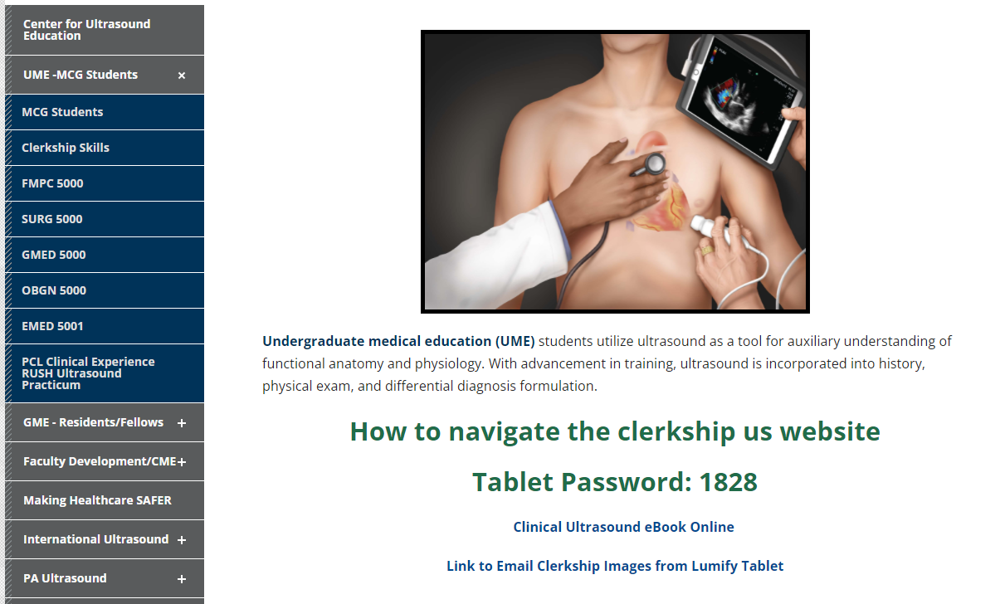 Center for Ultrasound
Education
UME -MCG Students
MCG Students
Clerkship Skills
FMPC 5000
SURG 5000
GMED 5000
OBGN 5000
EMED 5001
PCL Clinical Experience
RUSH Ultrasound
Practicum
GME - Residents/Fellows
Faculty Development/CME
Making Healthcare SAFER
International Ultrasound
PA Ultrasound
Undergraduate medical education (UME) students utilize ultrasound as a tool for auxiliary understanding of
functional anatomy and physiology. With advancement in training, ultrasound is incorporated into history,
physical exam, and differential diagnosis formulation.
How to navigate the clerkship us website
Tablet Password: 1828
Clinical Ultrasound eBook Online
Link to Email Clerkship Images from Lumify Tablet